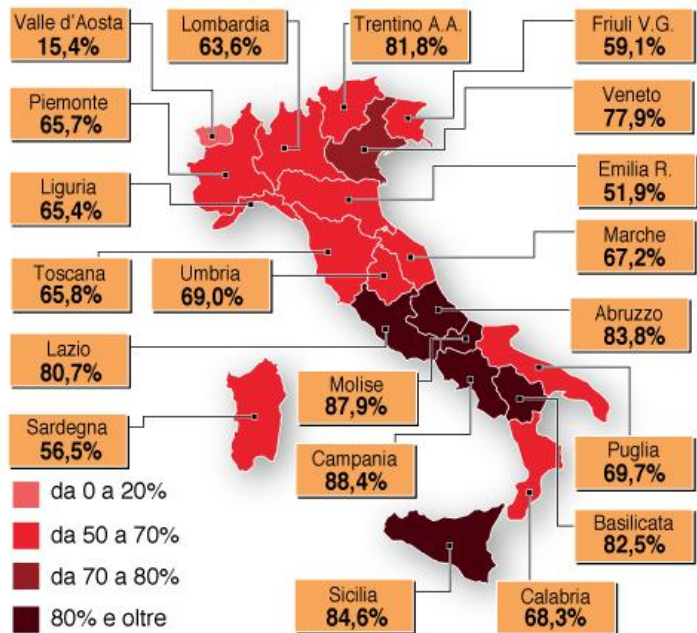 Valle d'Aosta
15,4%
Lombardia
63,6%
Trentino A.A.
81,8%
Friuli V.G.
59,1%
Piemonte
65,7%
Veneto
77,9%
Liguria
65,4%
Emilia R.
51,9%
Toscana
65,8%
Umbria
69,0%
Marche
67,2%
Lazio
80,7%
Abruzzo
83,8%
Molise
87,9%
Sardegna
56,5%
Campania
88,4%
Puglia
69,7%
Basilicata
82,5%
Sicilia
84,6%
Calabria
68,3%
da 0 a 20%
da 50 a 70%
da 70 a 80%
80% e oltre